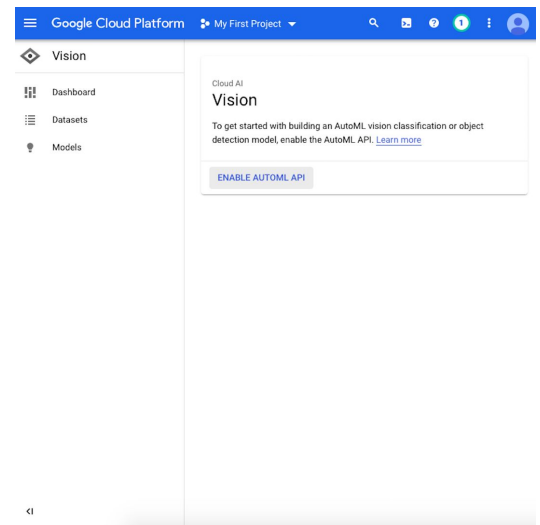 Google Cloud Platform
My First Project
1
Vision
Dashboard
Datasets
Models
Cloud AI
Vision
To get started with building an AutoML vision classification or object
detection model, enable the AutoML API. Learn more
ENABLE AUTOML API